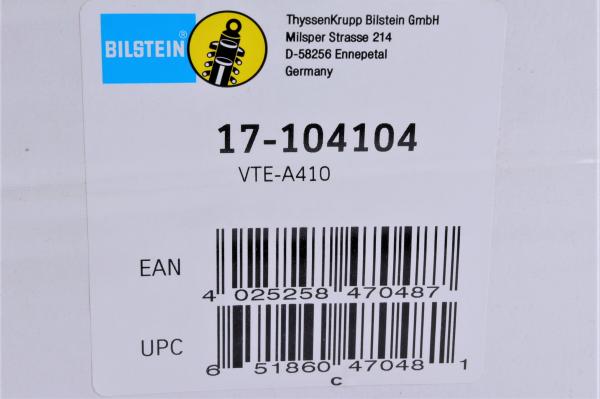 BILSTEIN
ThyssenKrupp Bilstein GmbH
Milsper Strasse 214
D-58256 Ennepetal
Germany
17-104104
VTE-A410
EAN
4 025258 470487
UPC
6 51860 47048 1
C